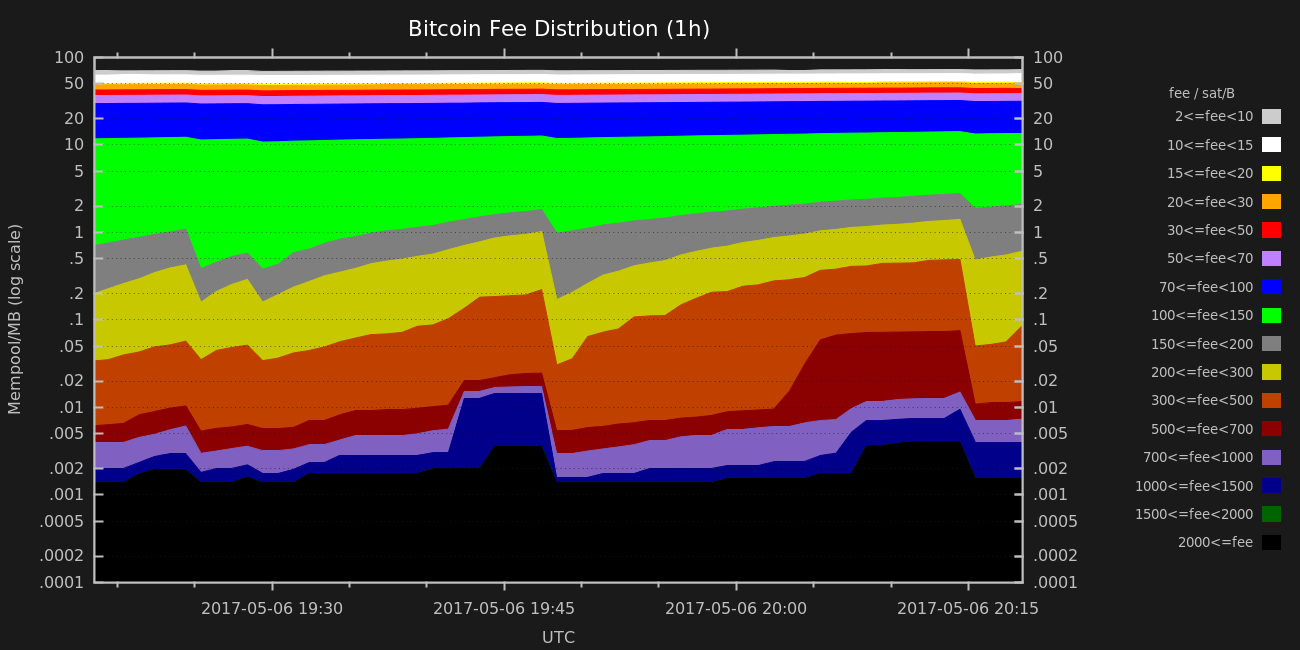 Bitcoin Fee Distribution (1h)
100
50
20
10
5
2
1
.5
.2
.1
.05
.02
.01
.005
.002
.001
.0005
.0002
.0001
Mempool/MB (log scale)
100
50
20
10
5
2
1
.5
.2
.1
.05
.02
.01
.005
.002
.001
.0005
.0002
.0001
2017-05-06 19:30
2017-05-06 19:45
2017-05-06 20:00
2017-05-06 20:15
UTC
fee / sat/B
2<=fee<10
10<=fee<15
15<=fee<20
20<=fee<30
30<=fee<50
50<=fee<70
70<=fee<100
100<=fee<150
150<=fee<200
200<=fee<300
300<=fee<500
500<=fee<700
700<=fee<1000
1000<=fee<1500
1500<=fee<2000
2000<=fee